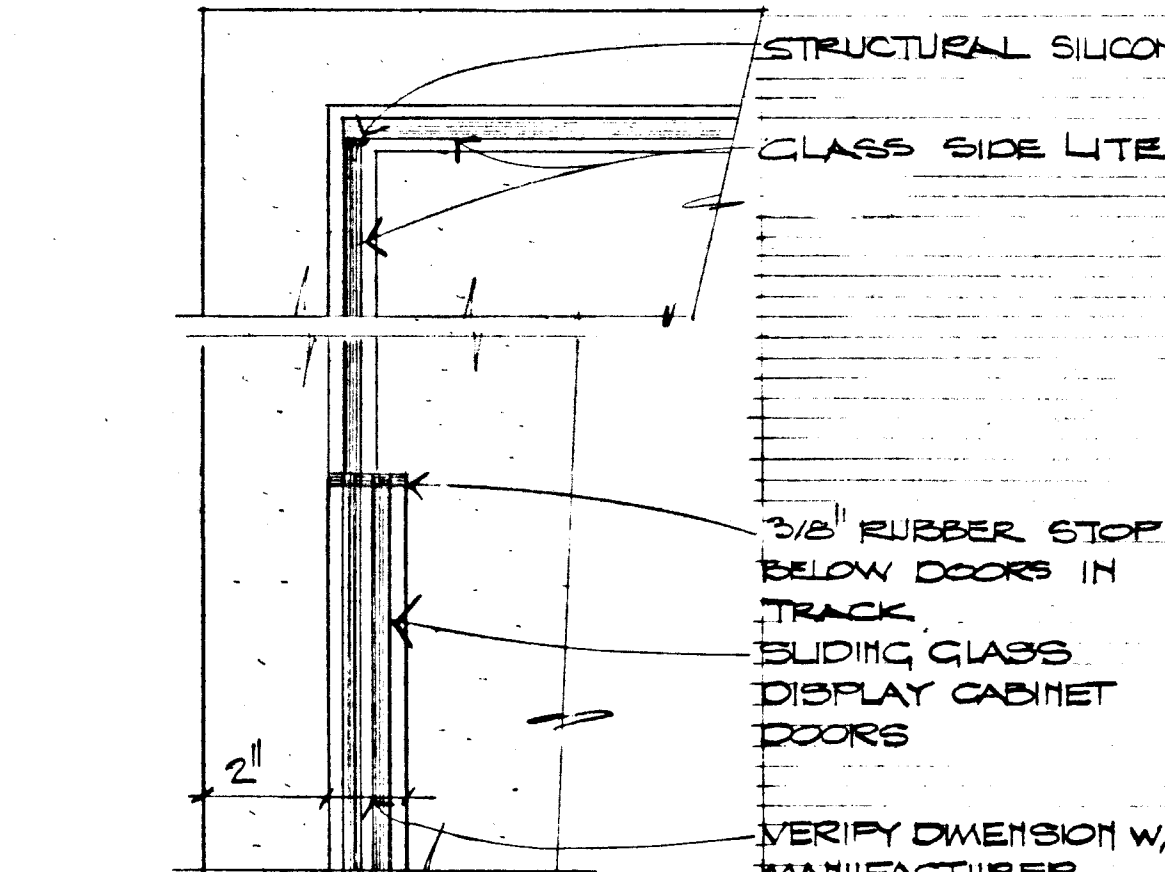 STRUCTURAL SILICON
GLASS SIDE LITE
3/8" RUBBER STOP
BELOW DOORS IN
TRACK
SLIDING GLASS
DISPLAY CABINET
DOORS
2"
VERIFY DIMENSION W/
MANUFACTURER